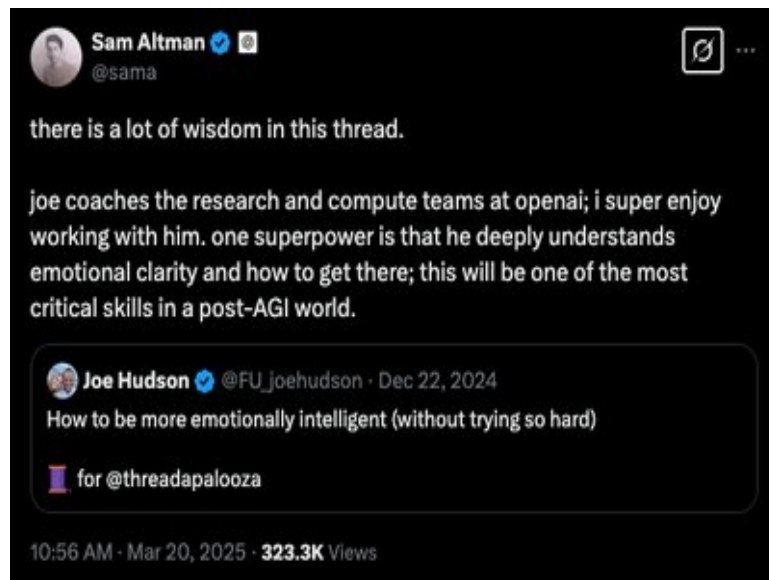 Sam Altman
@sama
there is a lot of wisdom in this thread.
joe coaches the research and compute teams at openai; i super enjoy
working with him. one superpower is that he deeply understands
emotional clarity and how to get there; this will be one of the most
critical skills in a post-AGI world.
Joe Hudson @FU_joehudson · Dec 22, 2024
How to be more emotionally intelligent (without trying so hard)
🧵 for @threadapalooza
10:56 AM · Mar 20, 2025 · 323.3K Views